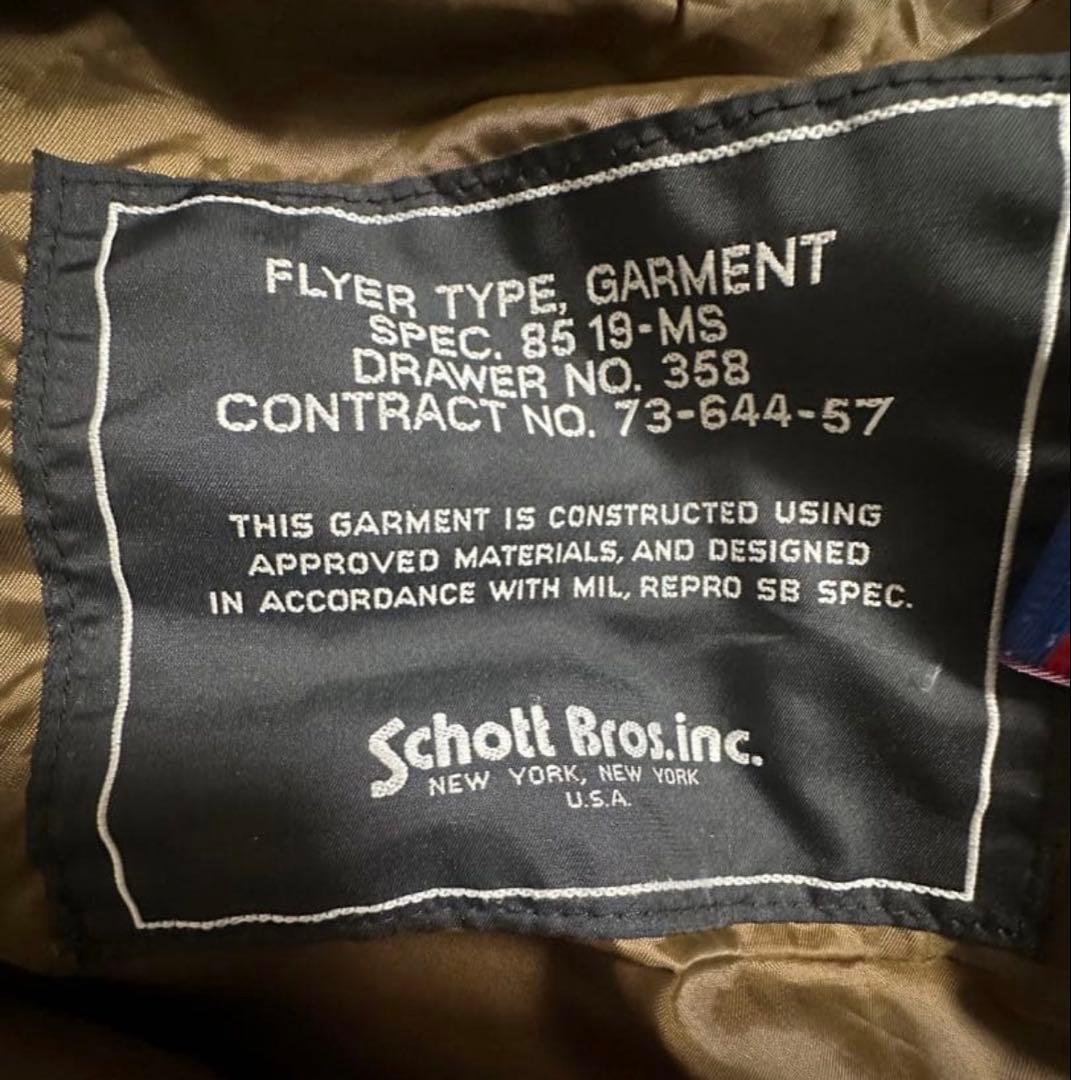 FLYER TYPE, GARMENT
SPEC. 85 19-MS
DRAWER NO. 358
CONTRACT NO. 73-644-57
THIS GARMENT IS CONSTRUCTED USING
APPROVED MATERIALS, AND DESIGNED
IN ACCORDANCE WITH MIL, REPRO SB SPEC.
Schott Bros.inc.
NEW YORK, NEW YORK
U.S.A.